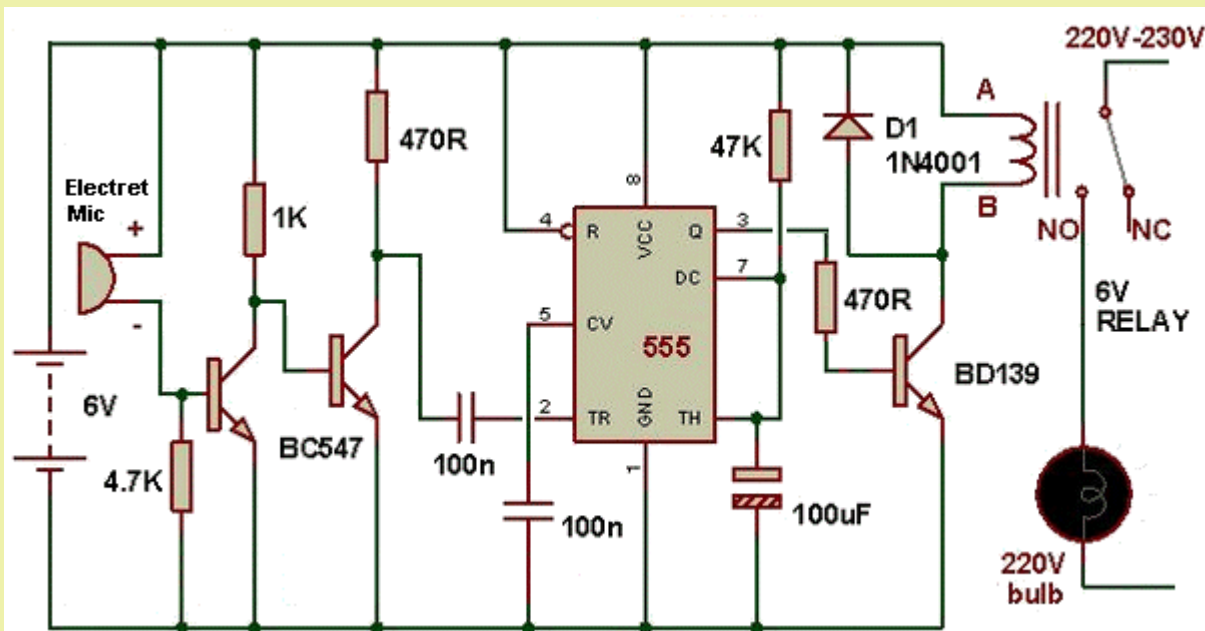 220V-230V
A
470R
47K
D1
1N4001
Electret
Mic
+
1K
8
4
R
VCC
Q
3
B
NO
NC
DC
7
470R
6V
RELAY
-
5
CV
555
BD139
6V
BC547
2
TR
GND
TH
4.7K
100n
1
100uF
100n
220V
bulb